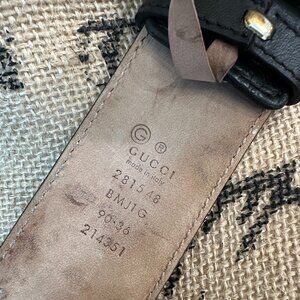 G ®
GUCCI
made in italy
281548
BMJ1G
90·36
214351